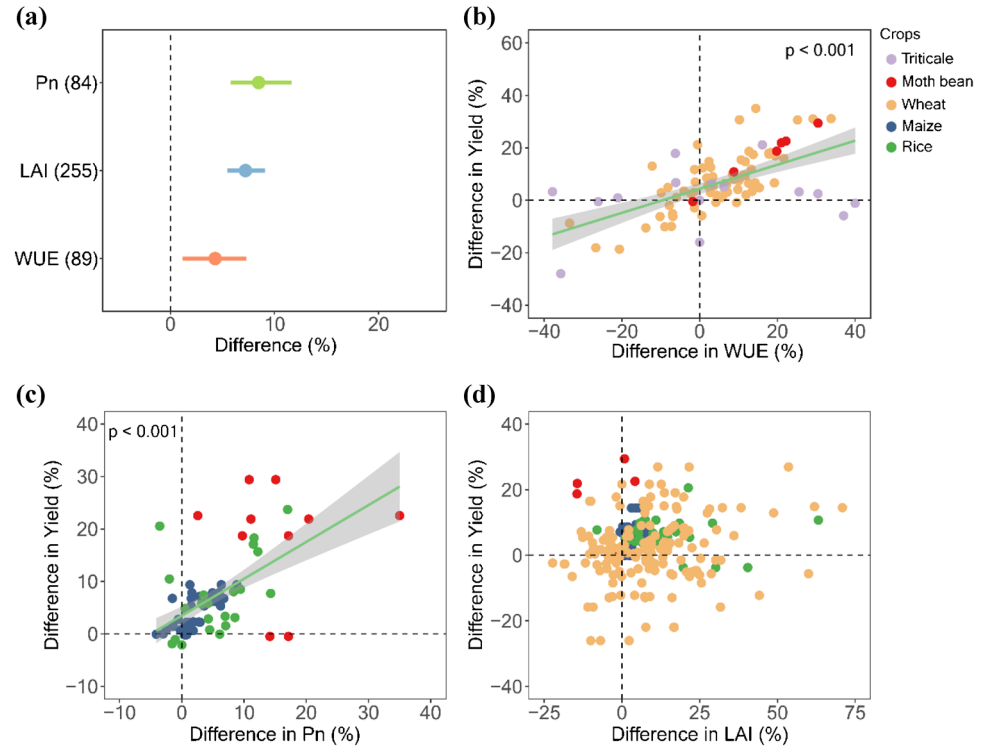 (a)
Pn (84)
LAI (255)
WUE (89)
0 10 20
Difference (%)
(b)
p < 0.001
60
40
20
0
−20
−40
Difference in Yield (%)
−40 −20 0 20 40
Difference in WUE (%)
Crops
Triticale
Moth bean
Wheat
Maize
Rice
(c)
p < 0.001
40
30
20
10
0
−10
Difference in Yield (%)
−10 0 10 20 30 40
Difference in Pn (%)
(d)
40
20
0
−20
−40
Difference in Yield (%)
−25 0 25 50 75
Difference in LAI (%)